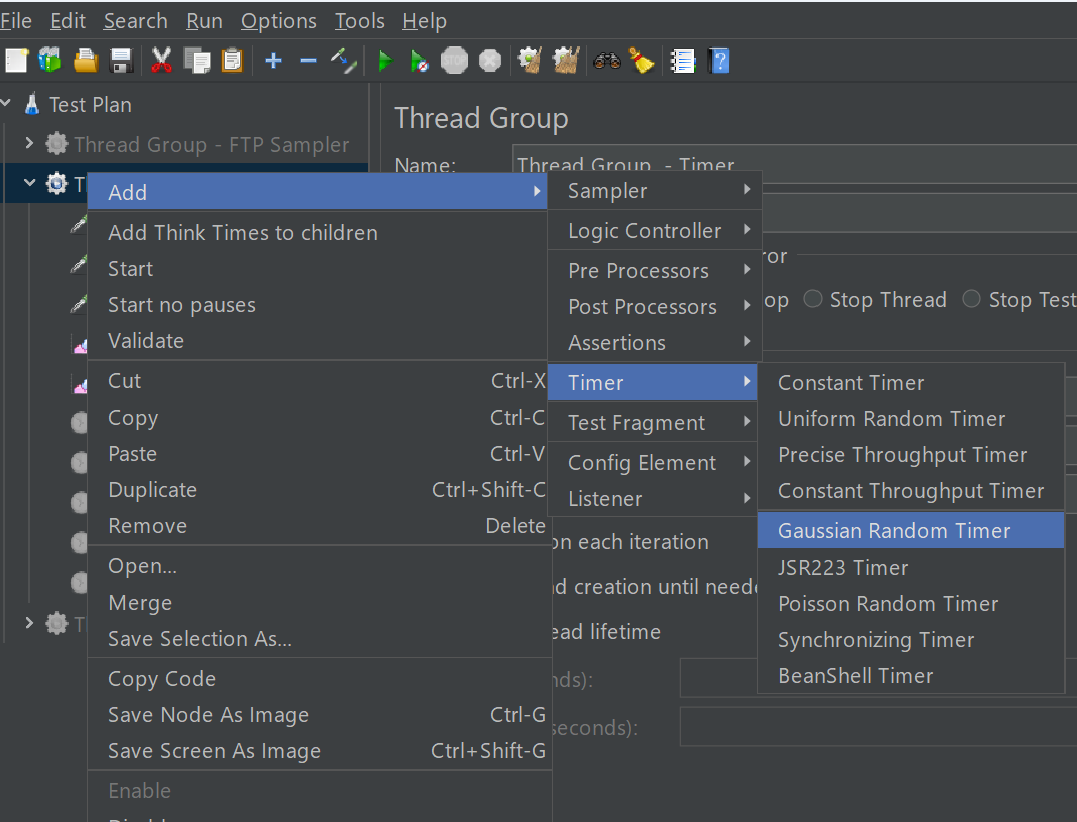 File Edit Search Run Options Tools Help
STOP
Test Plan
Thread Group - FTP Sampler
Thread Group
Name:
Thread Group - Timer
Add
Add Think Times to children
Start
Start no pauses
Validate
Cut Ctrl-X
Copy Ctrl-C
Paste Ctrl-V
Duplicate Ctrl+Shift-C
Remove Delete
Open...
Merge
Save Selection As...
Copy Code
Save Node As Image Ctrl-G
Save Screen As Image Ctrl+Shift-G
Enable
Sampler
Logic Controller
Pre Processors
Post Processors
Assertions
Timer
Test Fragment
Config Element
Listener
Stop Thread Stop Test
Constant Timer
Uniform Random Timer
Precise Throughput Timer
Constant Throughput Timer
Gaussian Random Timer
JSR223 Timer
Poisson Random Timer
Synchronizing Timer
BeanShell Timer
on each iteration
creation until
lifetime